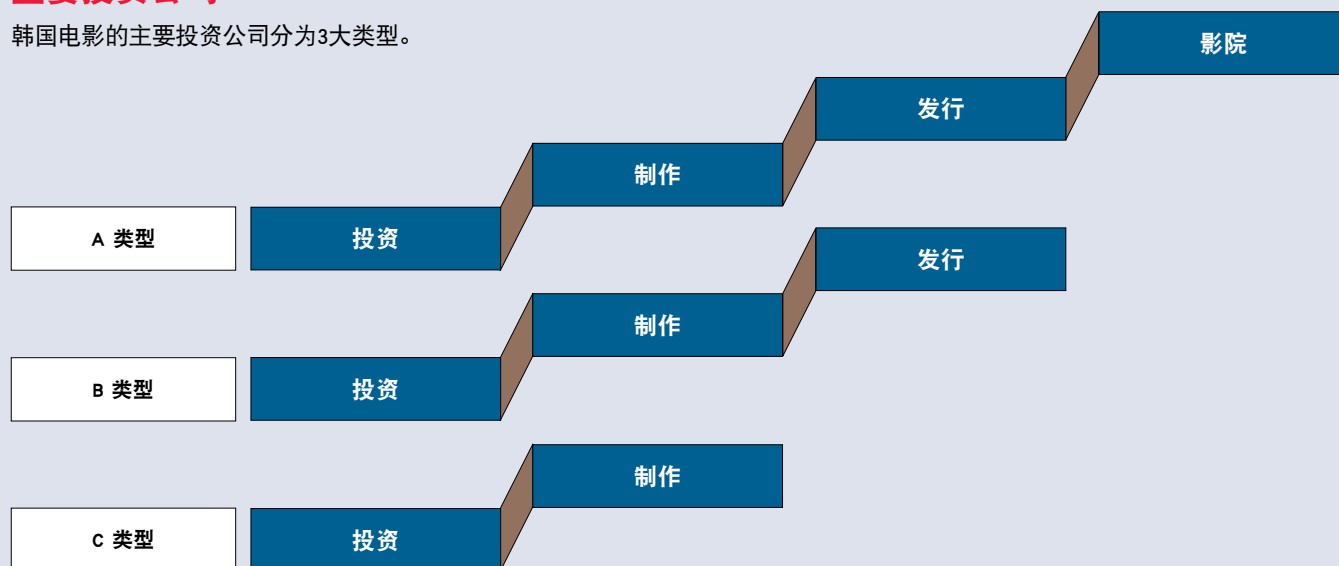 韩国电影的主要投资公司分为3大类型。
影院
发行
制作
A 类型
投资
发行
制作
B 类型
投资
制作
C 类型
投资